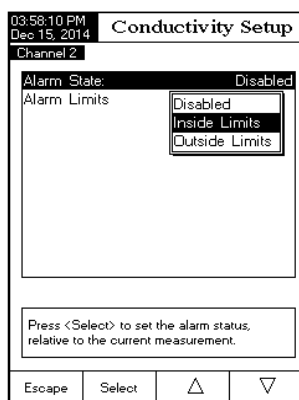 03:58:10 PM
Dec 15, 2014
Conductivity Setup
Channel 2
Alarm State: Disabled
Alarm Limits
Disabled
Inside Limits
Outside Limits
Press <Select> to set the alarm status,
relative to the current measurement.
Escape Select